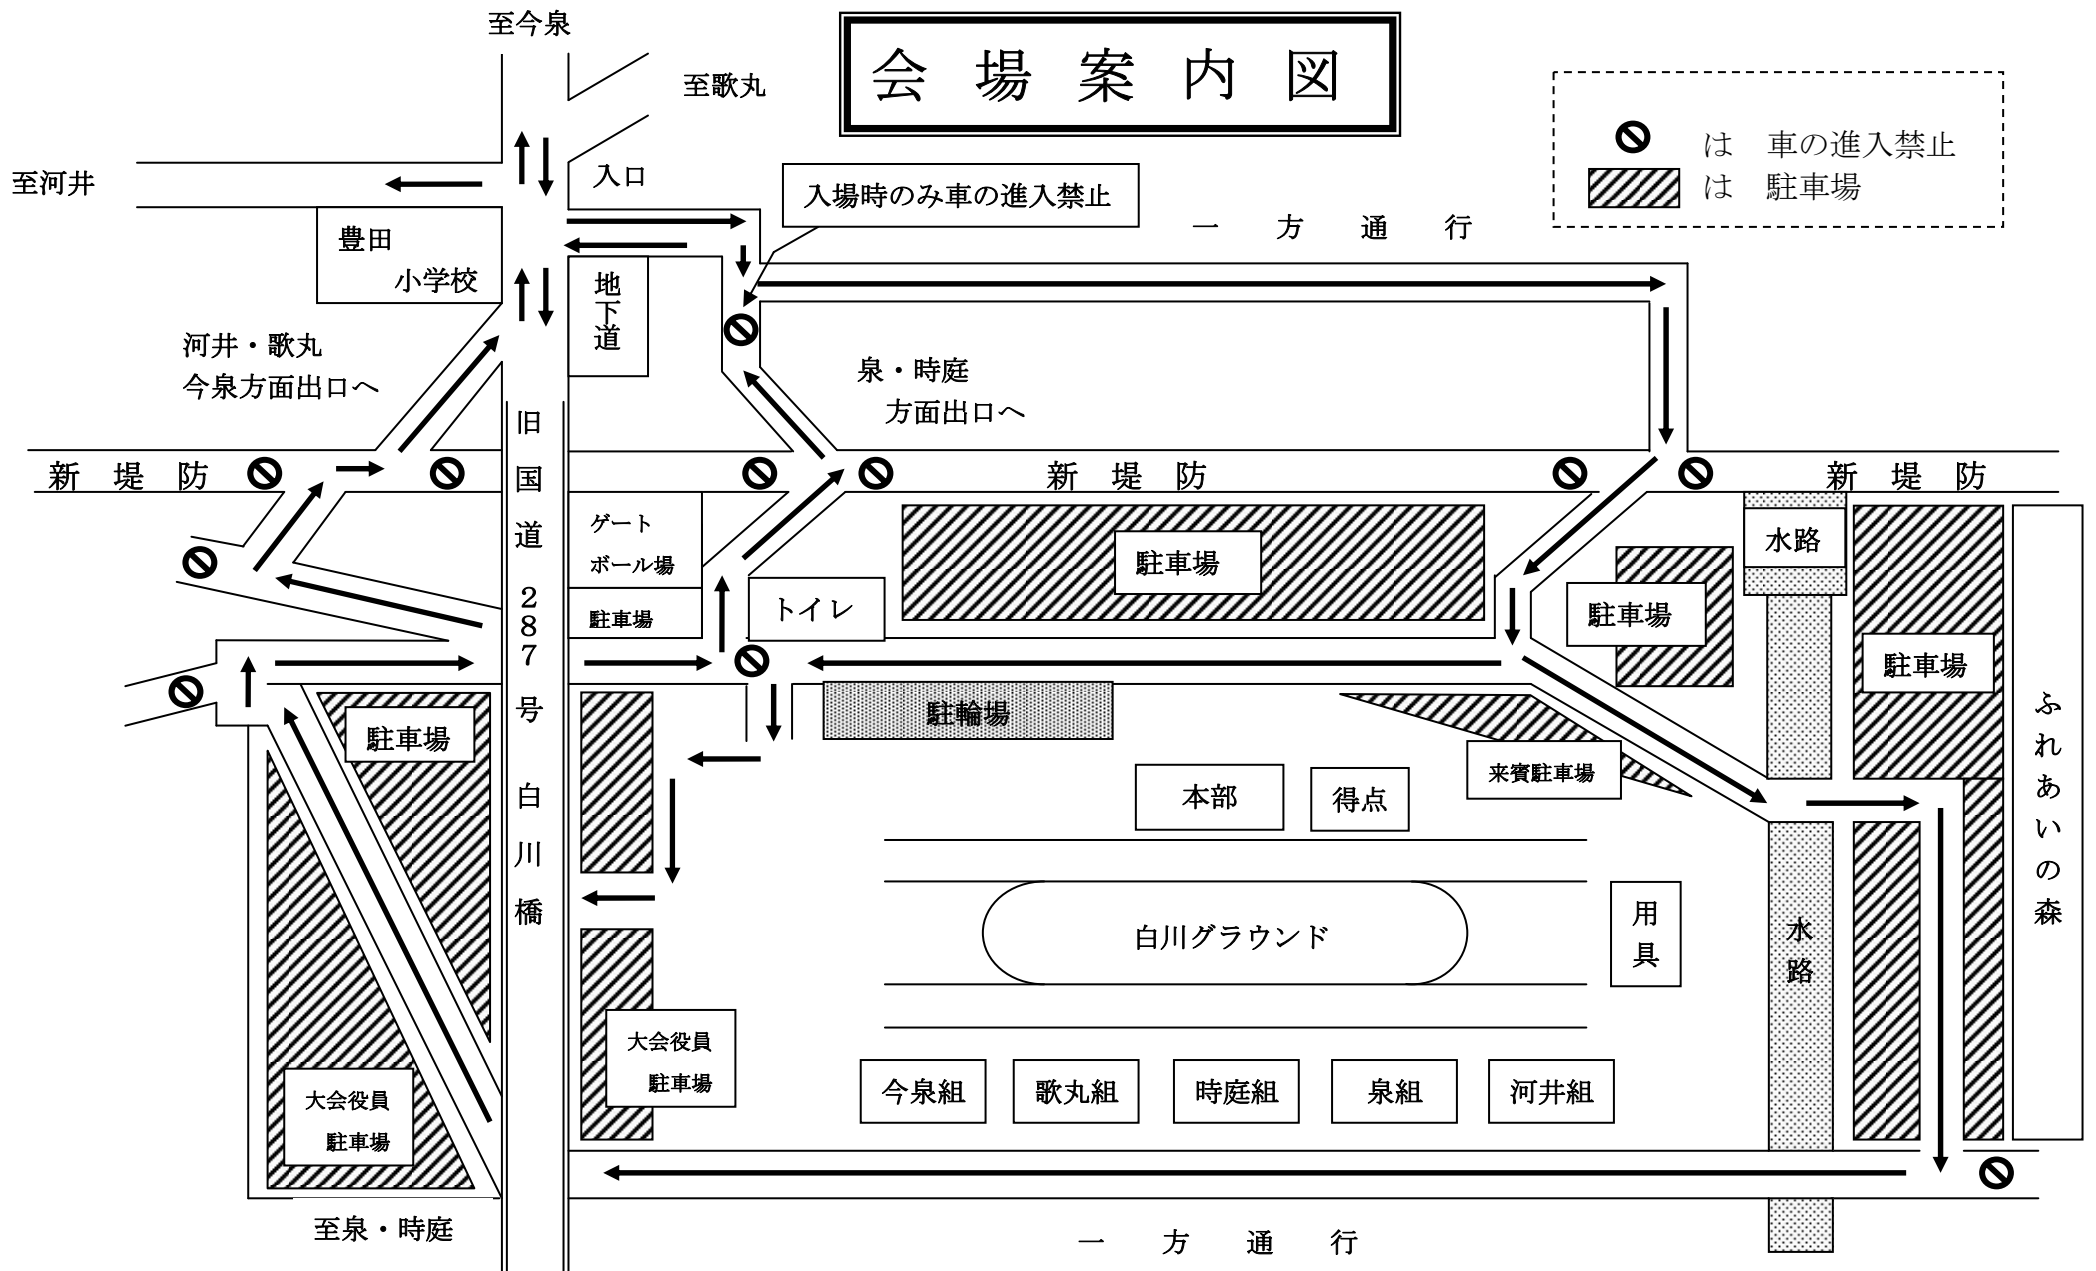 至今泉
至歌丸
会場案内図
は 車の進入禁止
は 駐車場
至河井
入口
入場時のみ車の進入禁止
一方通行
豊田
小学校
地下道
河井・歌丸
今泉方面出口へ
泉・時庭
方面出口へ
新堤防
新堤防
新堤防
旧国道287号 白川橋
ゲート
ボール場
駐車場
トイレ
駐車場
駐車場
水路
駐車場
ふれあいの森
駐車場
駐輪場
来賓駐車場
本部
得点
白川グラウンド
用具
水路
大会役員
駐車場
大会役員
駐車場
今泉組
歌丸組
時庭組
泉組
河井組
至泉・時庭
一方通行